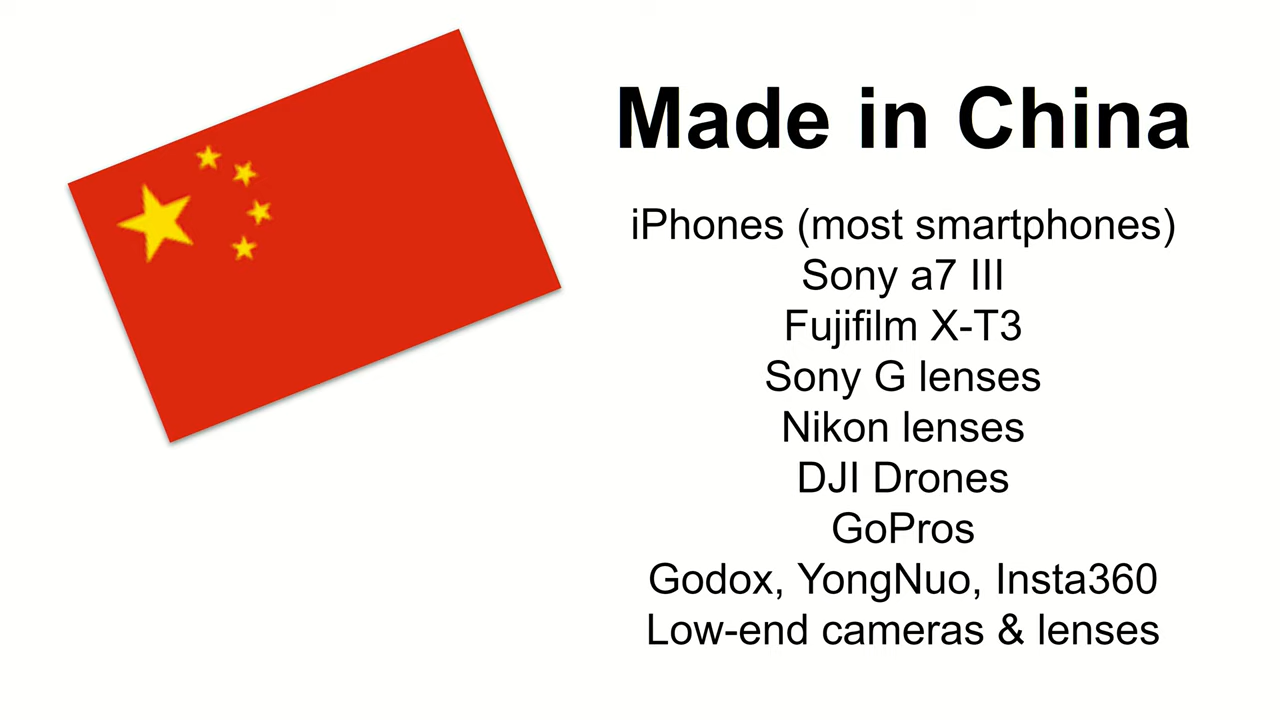 Made in China
iPhones (most smartphones)
Sony a7 III
Fujifilm X-T3
Sony G lenses
Nikon lenses
DJI Drones
GoPros
Godox, YongNuo, Insta360
Low-end cameras & lenses